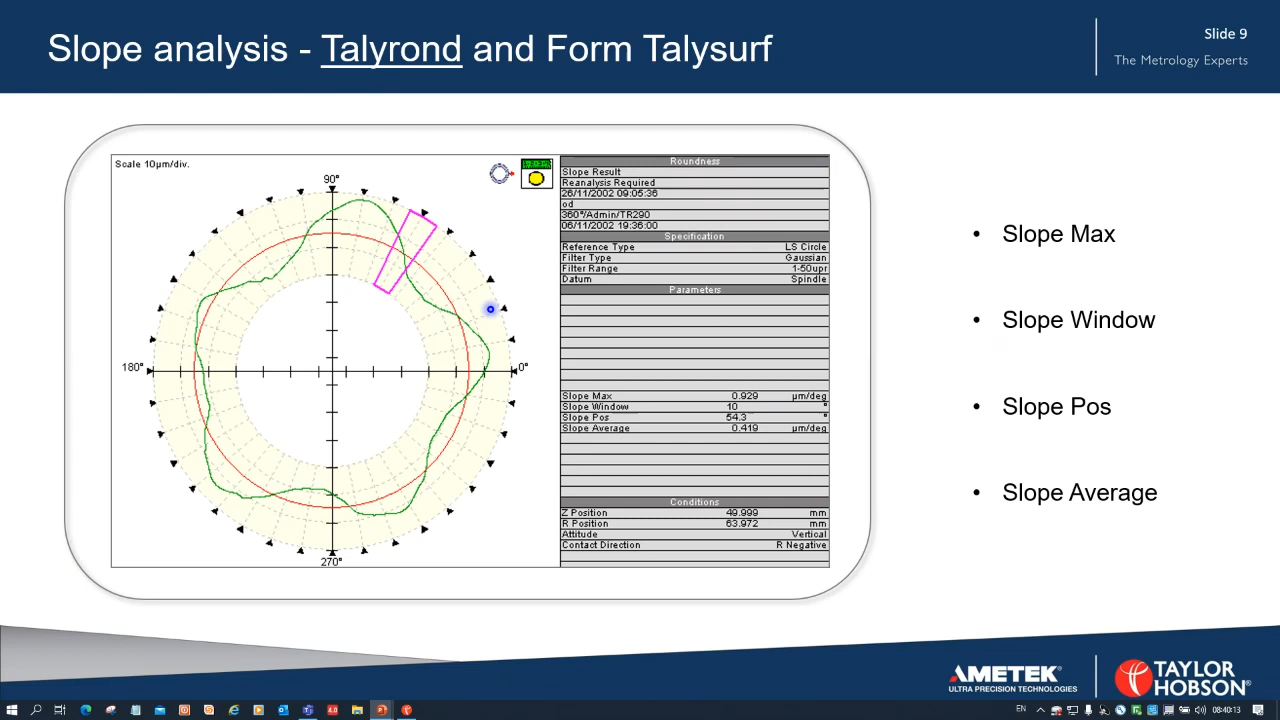 Slope analysis - Talyrond and Form Talysurf
Slide 9
The Metrology Experts
Scale 10µm/div.
90°
180°
0°
270°
Roundness
Slope Result
Reanalysis Required
26/11/2002 09:05:36
od
360°/Admin/TR290
06/11/2002 19:36:00
Specification
Reference Type LS Circle
Filter Type Gaussian
Filter Range 1-50upr
Datum Spindle
Parameters
Slope Max 0.929 µm/deg
Slope Window 10 °
Slope Pos 54.3 °
Slope Average 0.419 µm/deg
Conditions
Z Position 49.999 mm
R Position 63.972 mm
Attitude Vertical
Contact Direction R Negative
• Slope Max
• Slope Window
• Slope Pos
• Slope Average
AMETEK®
ULTRA PRECISION TECHNOLOGIES
TAYLOR
HOBSON®
EN
08:40:13